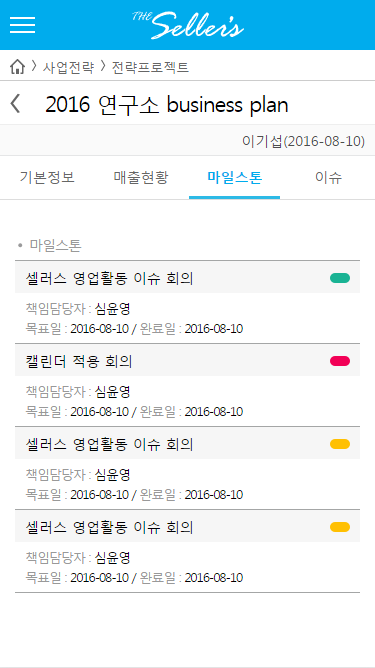 THE Seller's
사업전략 전략프로젝트
2016 연구소 business plan
이기섭(2016-08-10)
기본정보 매출현황 마일스톤 이슈
• 마일스톤
셀러스 영업활동 이슈 회의
책임담당자 : 심윤영
목표일 : 2016-08-10 / 완료일 : 2016-08-10
캘린더 적용 회의
책임담당자 : 심윤영
목표일 : 2016-08-10 / 완료일 : 2016-08-10
셀러스 영업활동 이슈 회의
책임담당자 : 심윤영
목표일 : 2016-08-10 / 완료일 : 2016-08-10
셀러스 영업활동 이슈 회의
책임담당자 : 심윤영
목표일 : 2016-08-10 / 완료일 : 2016-08-10